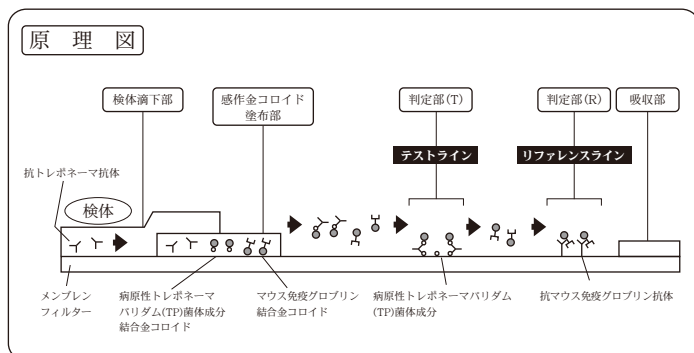 原理図
検体滴下部
感作金コロイド
塗布部
判定部(T)
判定部(R)
吸収部
テストライン
リファレンスライン
抗トレポネーマ抗体
検体
メンブレン
フィルター
病原性トレポネーマ
パリダム(TP)菌体成分
結合金コロイド
マウス免疫グロブリン
結合金コロイド
病原性トレポネーマパリダム
(TP)菌体成分
抗マウス免疫グロブリン抗体